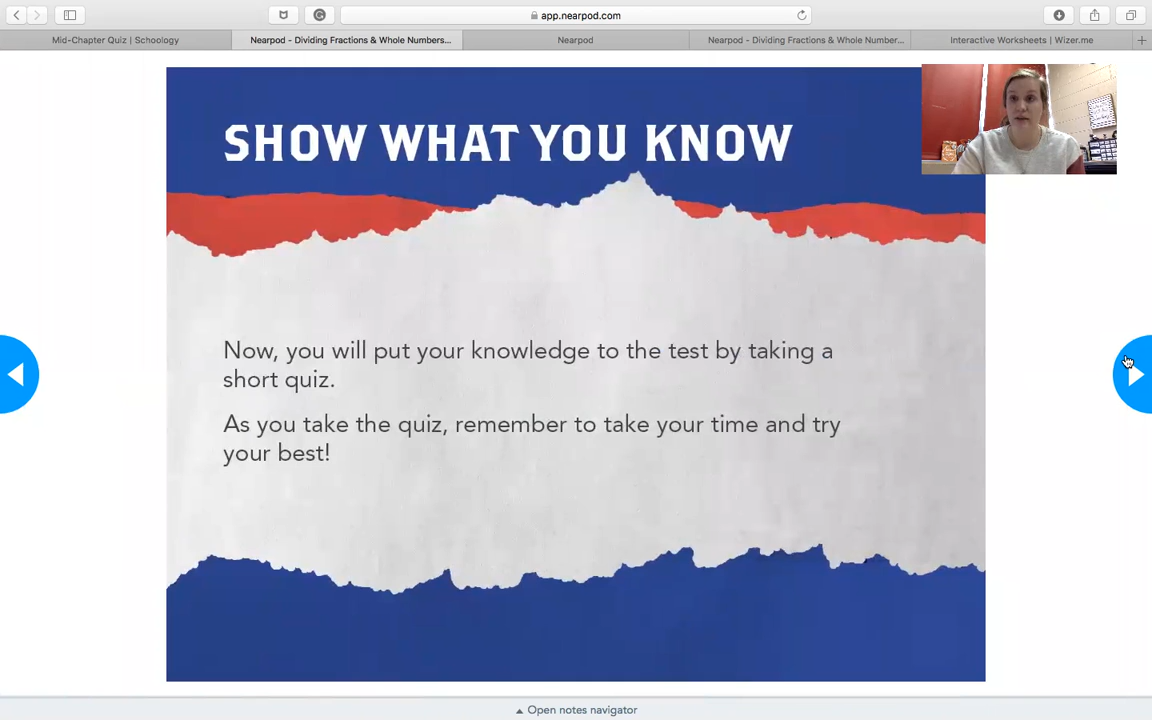 app.nearpod.com
Mid-Chapter Quiz | Schoology
Nearpod - Dividing Fractions & Whole Numbers...
Nearpod
Nearpod - Dividing Fractions & Whole Number...
Interactive Worksheets | Wizer.me
SHOW WHAT YOU KNOW
Now, you will put your knowledge to the test by taking a
short quiz.
As you take the quiz, remember to take your time and try
your best!
Open notes navigator